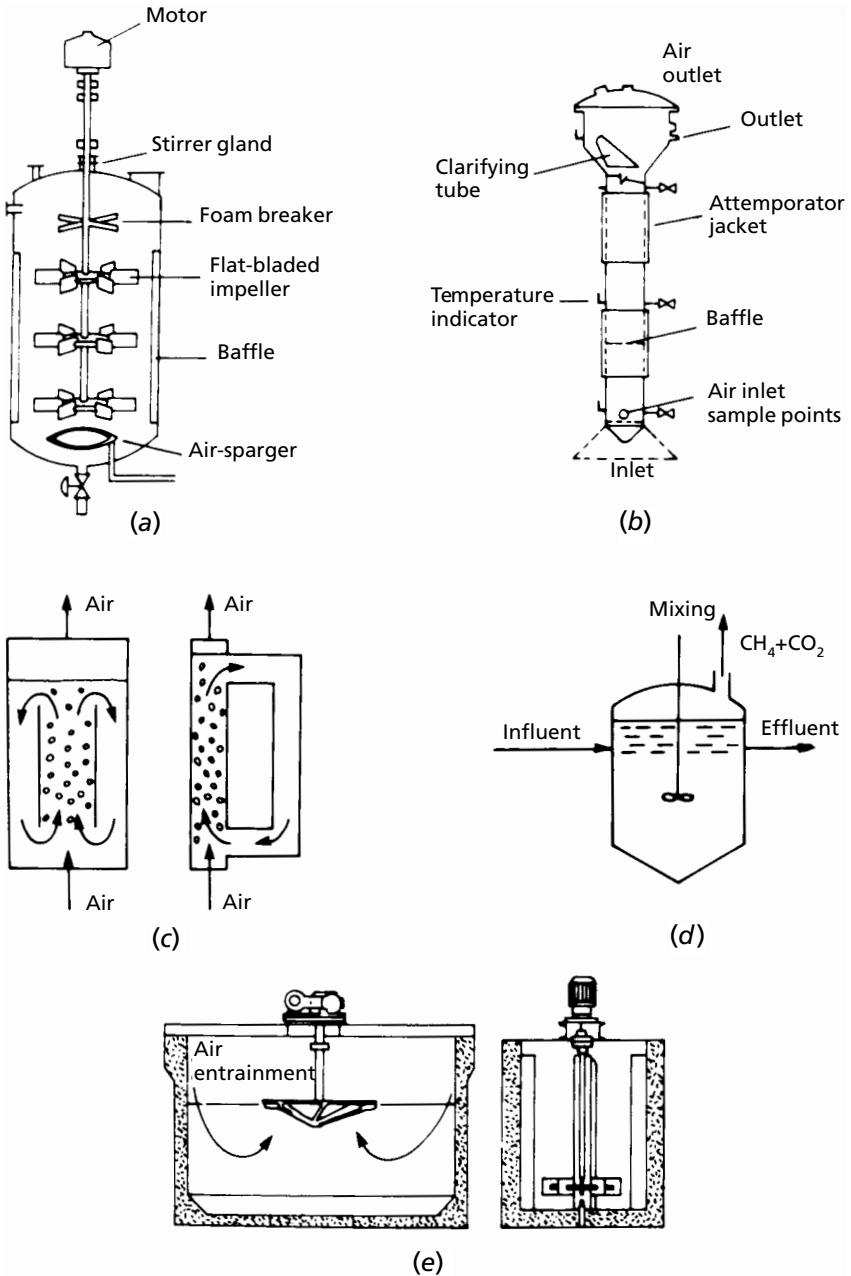 Motor
Stirrer gland
Foam breaker
Flat-bladed
impeller
Baffle
Air-sparger
(a)
Air
outlet
Outlet
Clarifying
tube
Attemporator
jacket
Temperature
indicator
Baffle
Air inlet
sample points
Inlet
(b)
Air
Air
Air
Air
(c)
Mixing
CH₄+CO₂
Influent
Effluent
(d)
Air
entrainment
(e)